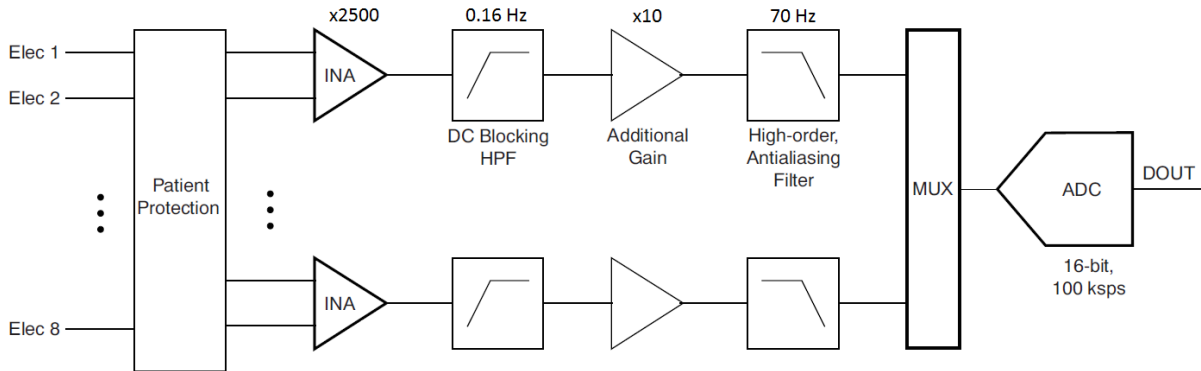 x2500
0.16 Hz
x10
70 Hz
Elec 1
Elec 2
INA
DC Blocking
HPF
Additional
Gain
High-order,
Antialiasing
Filter
Patient
Protection
MUX
ADC
DOUT
16-bit,
100 ksps
INA
Elec 8